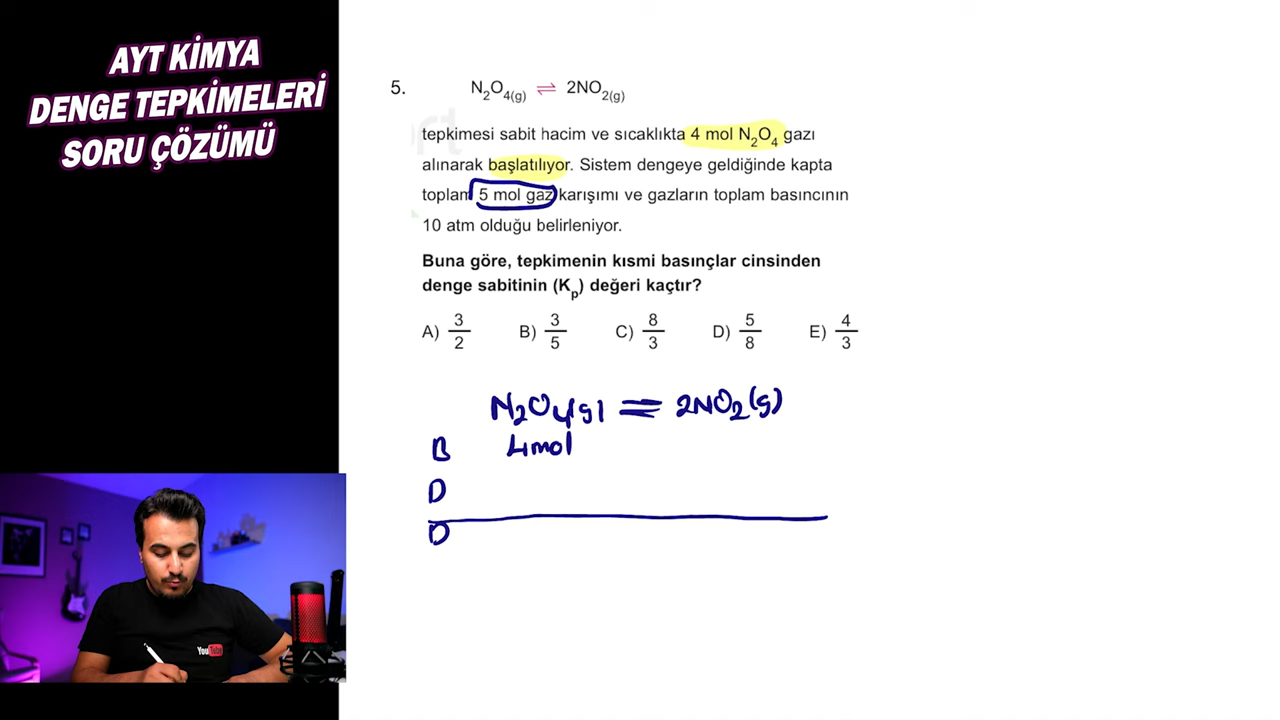 AYT KİMYA
DENGE TEPKİMELERİ
SORU ÇÖZÜMÜ
5. N₂O₄(g) ⇌ 2NO₂(g)
tepkimesi sabit hacim ve sıcaklıkta 4 mol N₂O₄ gazı
alınarak başlatılıyor. Sistem dengeye geldiğinde kapta
toplam 5 mol gaz karışımı ve gazların toplam basıncının
10 atm olduğu belirleniyor.
Buna göre, tepkimenin kısmi basınçlar cinsinden
denge sabitinin (Kp) değeri kaçtır?
A) 3/2 B) 3/5 C) 8/3 D) 5/8 E) 4/3
N₂O₄(g) = 2NO₂(g)
B 4mol
D
D
YouTube